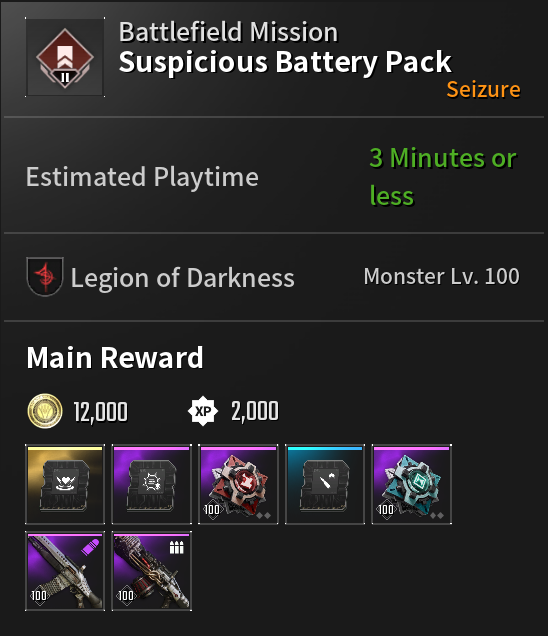 Battlefield Mission
Suspicious Battery Pack
Seizure
Estimated Playtime
3 Minutes or
less
Legion of Darkness
Monster Lv. 100
Main Reward
12,000
XP
2,000
100
100
100
100